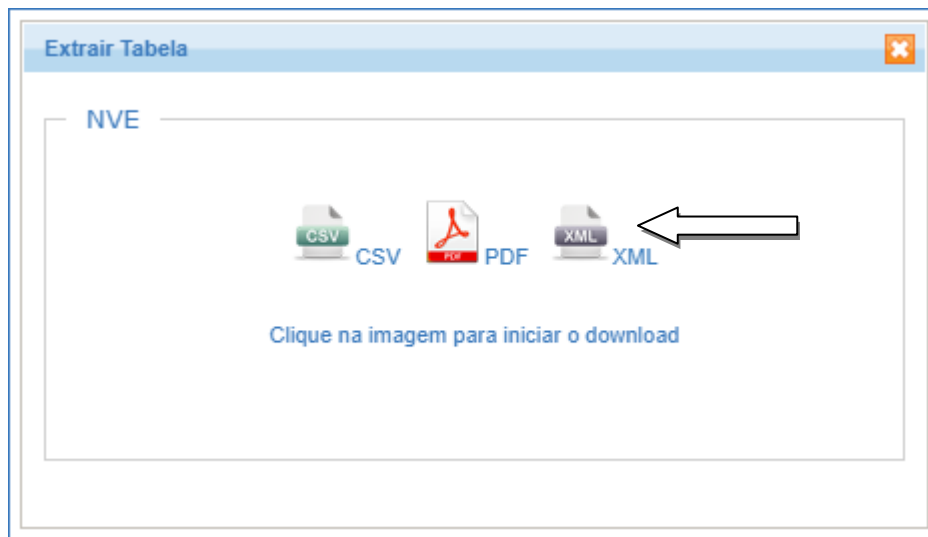 Extrair Tabela
NVE
CSV CSV PDF PDF XML XML
Clique na imagem para iniciar o download